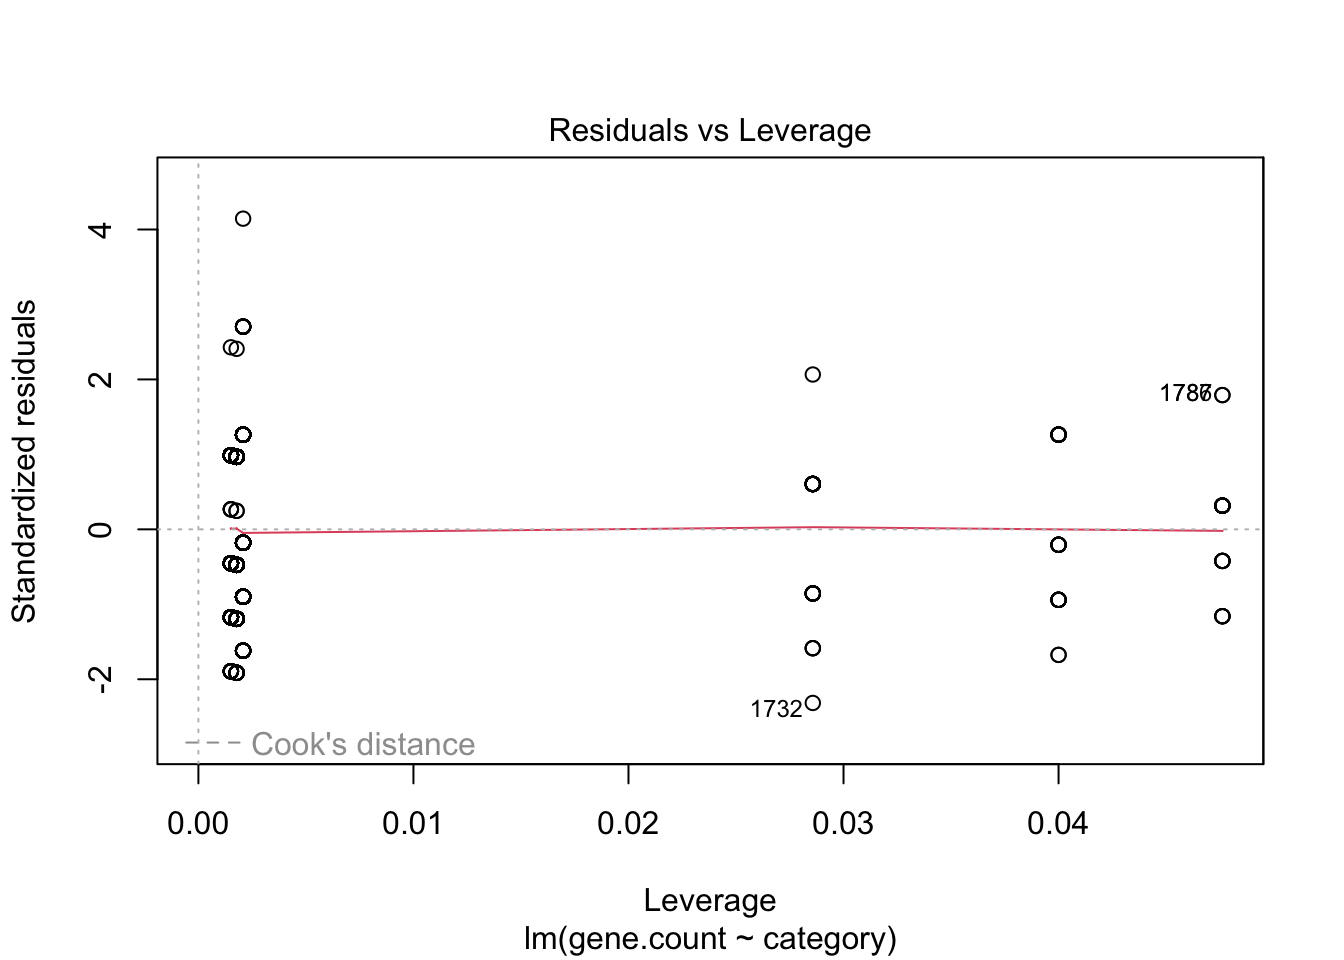 Residuals vs Leverage
Standardized residuals
4
2
0
-2
1732
Cook's distance
0.00
0.01
0.02
0.03
0.04
Leverage
lm(gene.count ~ category)